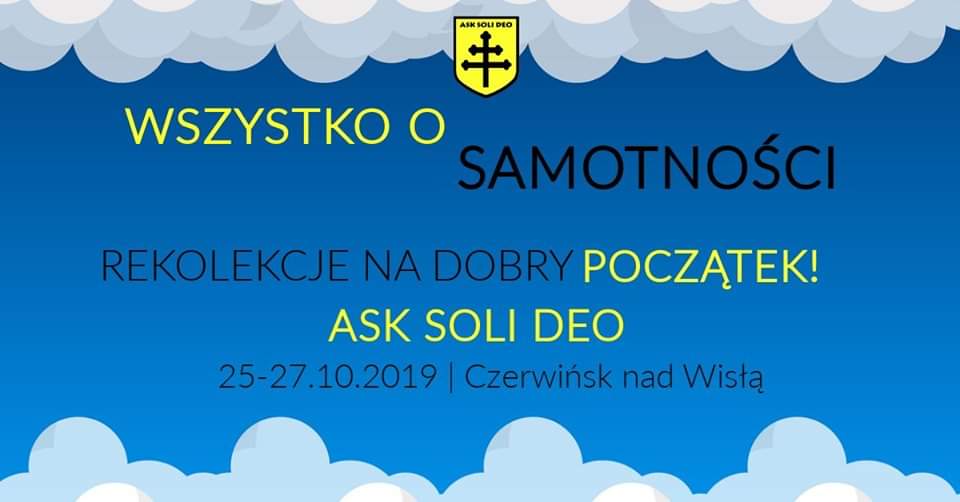 ASK SOLI DEO
WSZYSTKO O
SAMOTNOŚCI
REKOLEKCJE NA DOBRY POCZĄTEK!
ASK SOLI DEO
25-27.10.2019 | Czerwińsk nad Wisłą